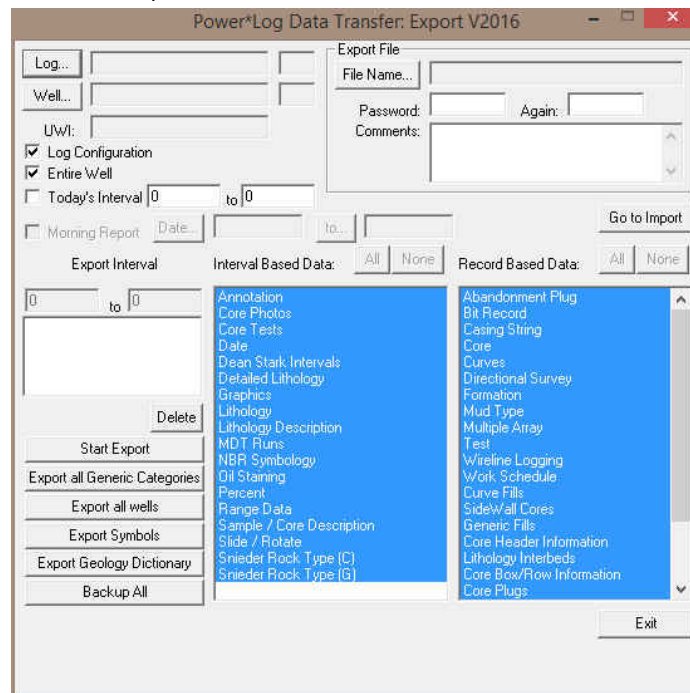 Power*Log Data Transfer: Export V2016
Log...
Export File
File Name...
Well...
Password:
Again:
UWI:
Comments:
Log Configuration
Entire Well
Today's Interval 0 to 0
Morning Report Date... to...
Go to Import
Export Interval
Interval Based Data: All None
Record Based Data: All None
0 to 0
Annotation
Core Photos
Core Tests
Date
Dean Stark Intervals
Detailed Lithology
Graphics
Lithology
Lithology Description
MDT Runs
NBR Symbology
Oil Staining
Percent
Range Data
Sample / Core Description
Slide / Rotate
Snieder Rock Type (C)
Snieder Rock Type (G)
Abandonment Plug
Bit Record
Casing String
Core
Curves
Directional Survey
Formation
Mud Type
Multiple Array
Test
Wireline Logging
Work Schedule
Curve Fills
SideWall Cores
Generic Fills
Core Header Information
Lithology Interbeds
Core Box/Row Information
Core Plugs
Delete
Start Export
Export all Generic Categories
Export all wells
Export Symbols
Export Geology Dictionary
Backup All
Exit